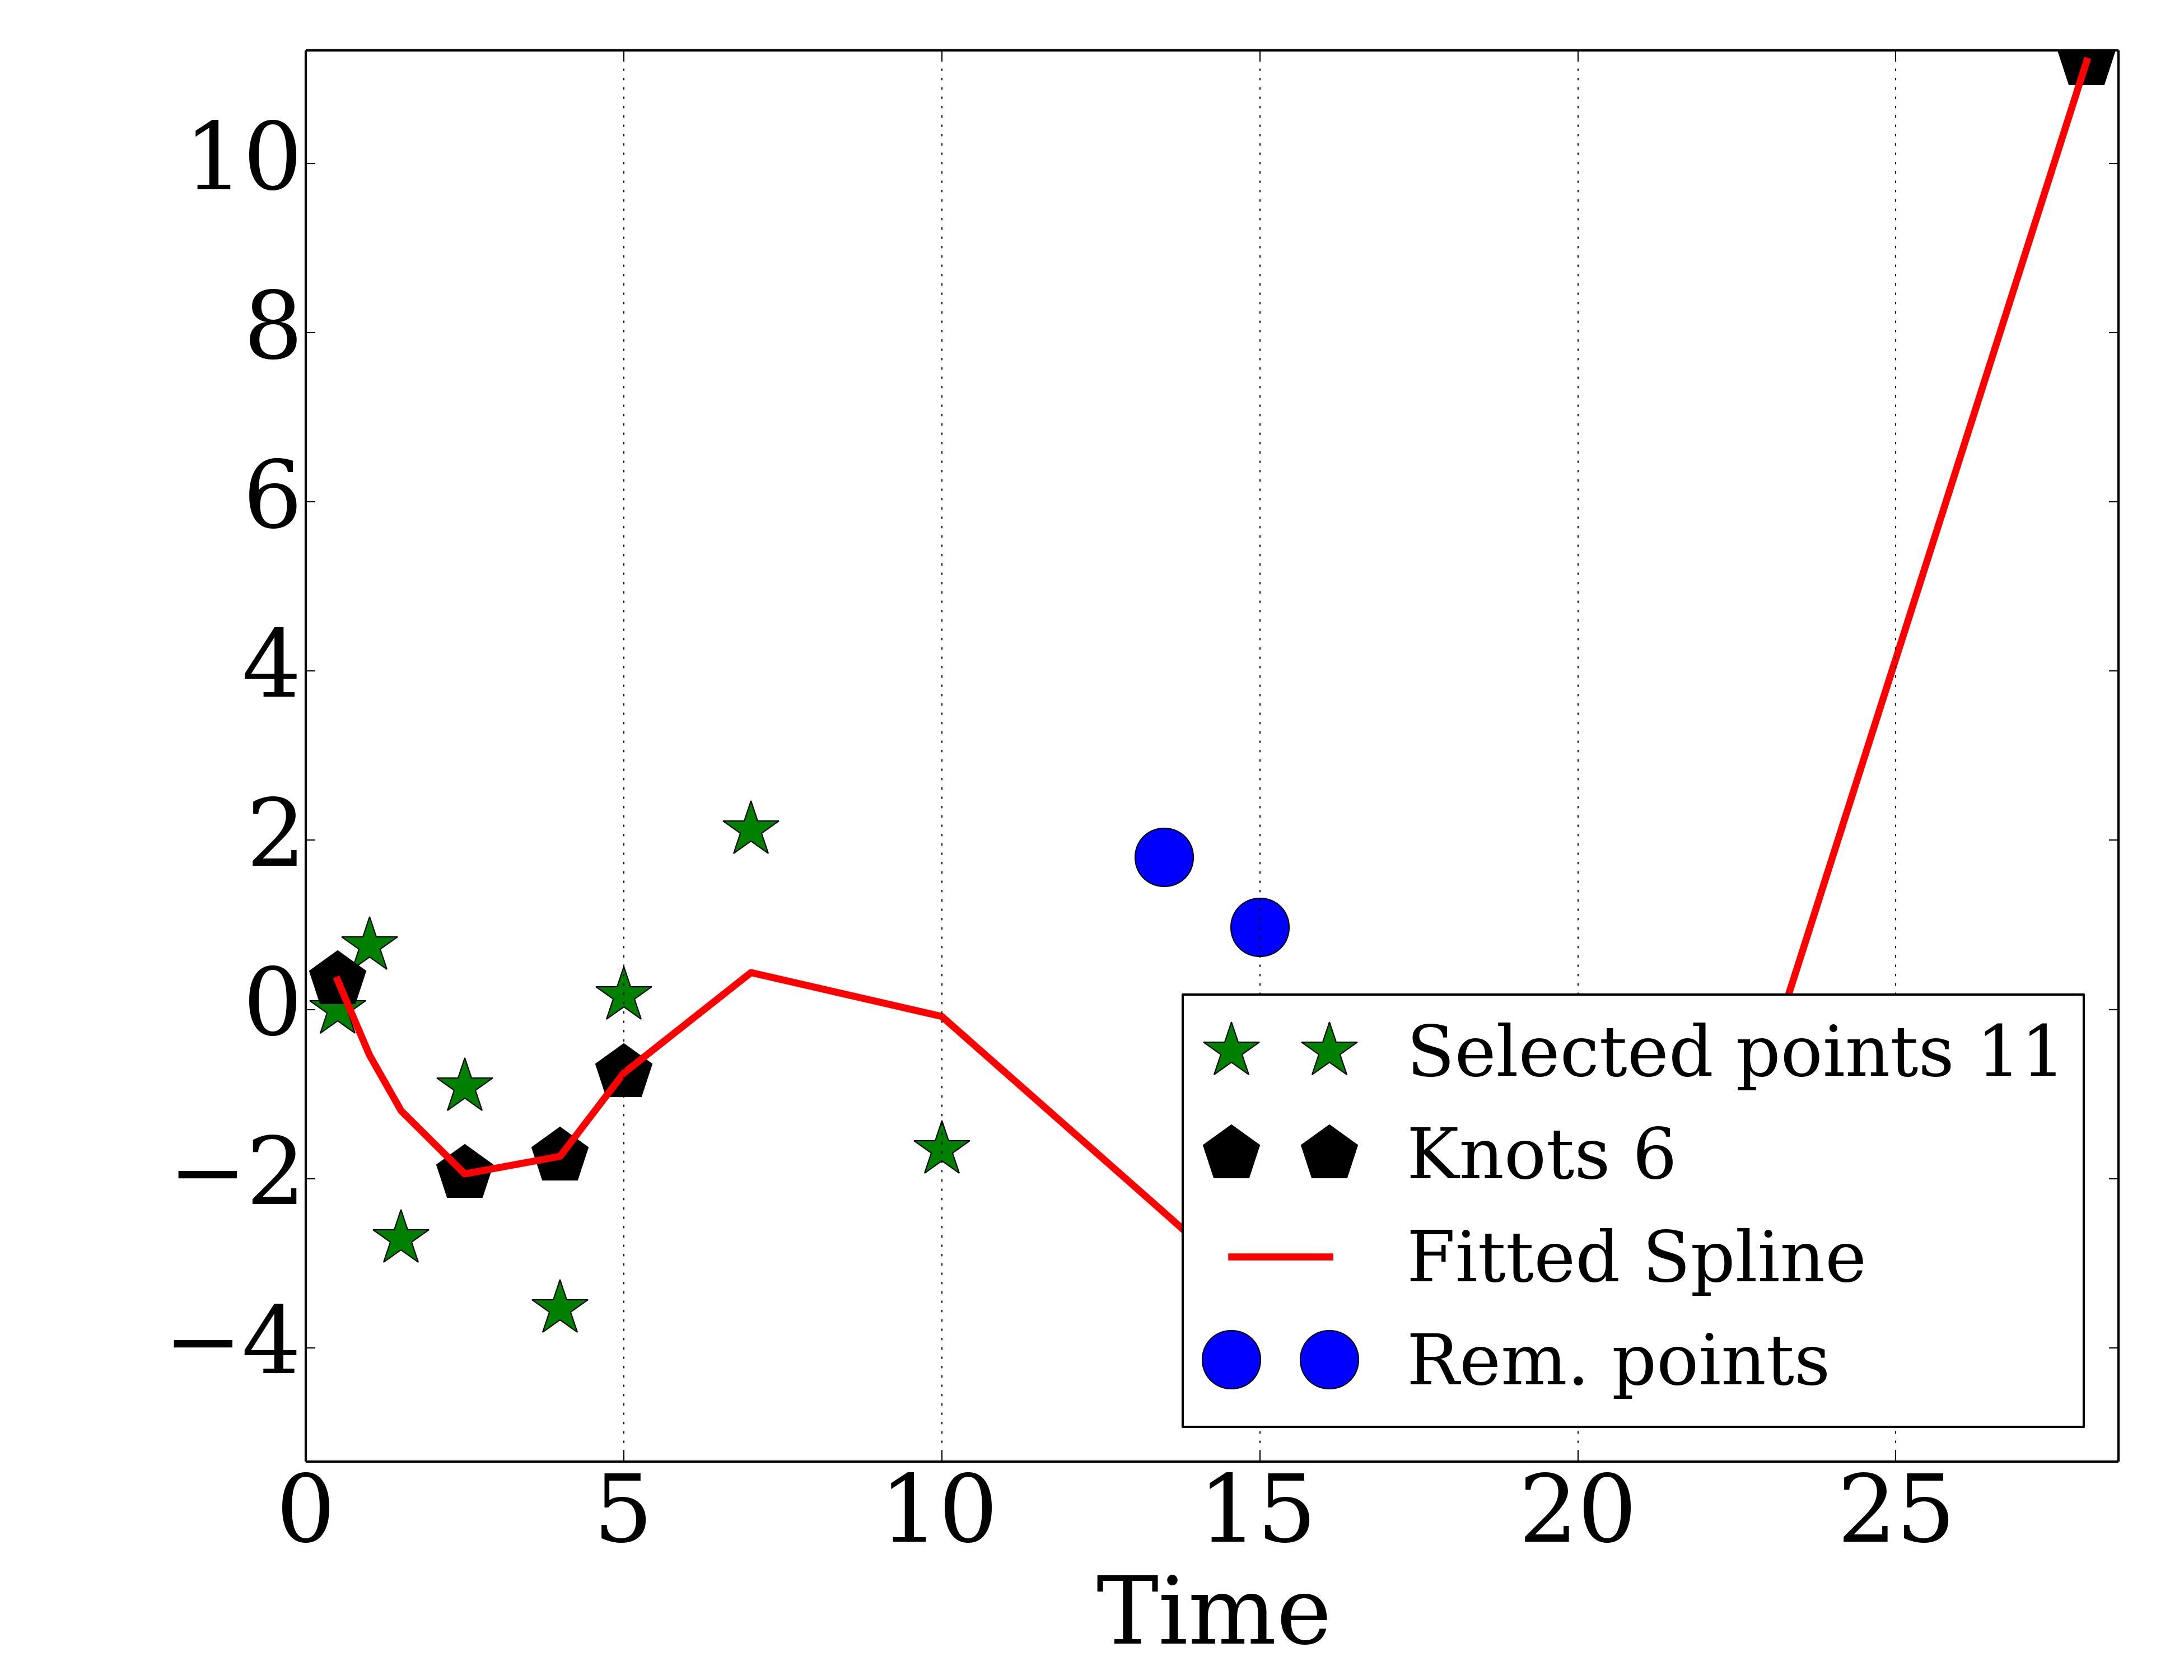 10
8
6
4
2
0
−2
−4
Selected points 11
Knots 6
Fitted Spline
Rem. points
0 5 10 15 20 25
Time